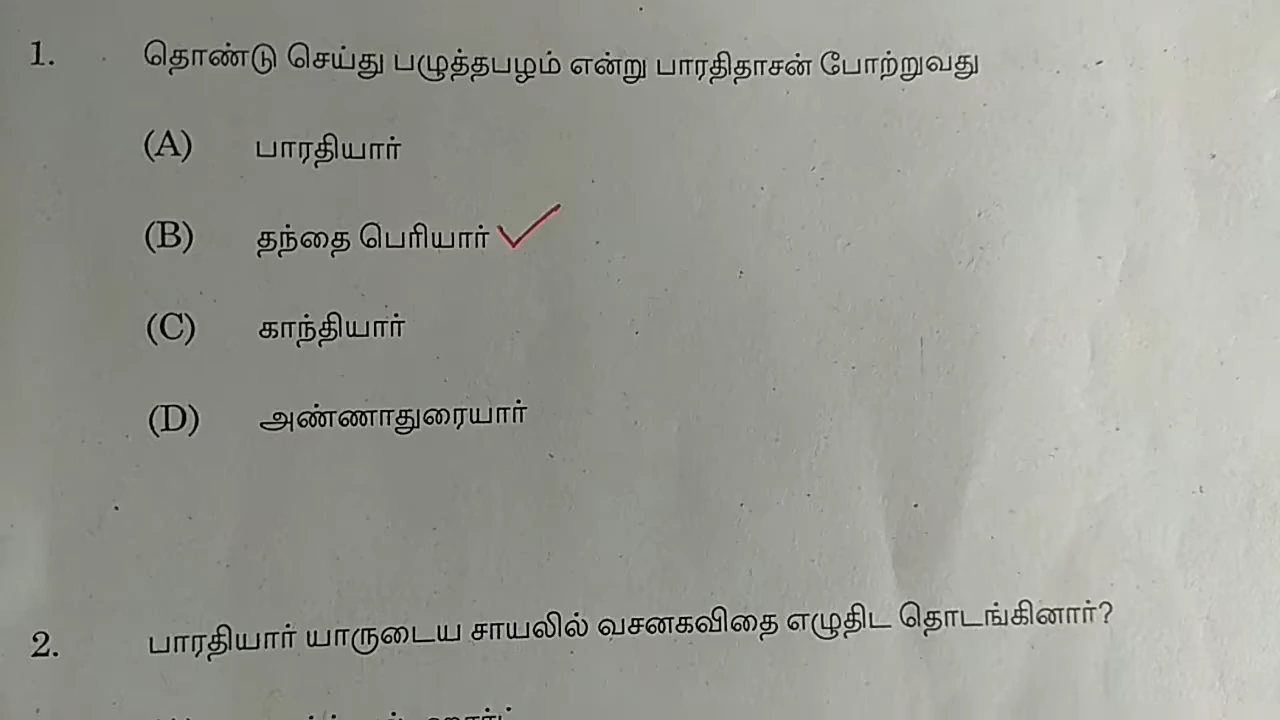 1. தொண்டு செய்து பழுத்தபழம் என்று பாரதிதாசன் போற்றுவது
(A) பாரதியார்
(B) தந்தை பெரியார்
(C) காந்தியார்
(D) அண்ணாதுரையார்
2. பாரதியார் யாருடைய சாயலில் வசனகவிதை எழுதிட தொடங்கினார்?